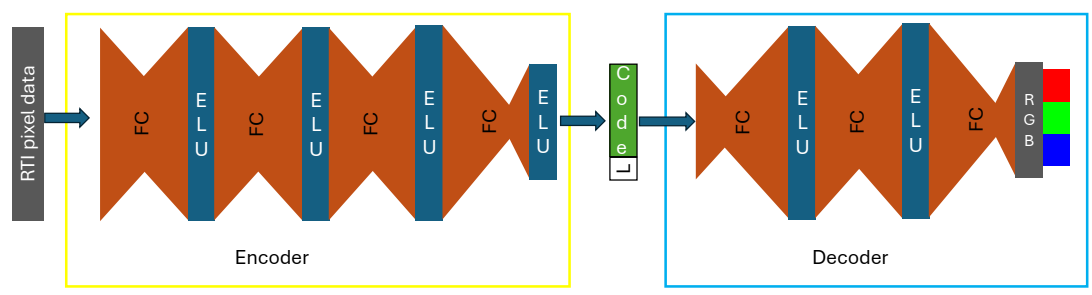 RTI pixel data
FC
ELU
FC
ELU
FC
ELU
FC
ELU
Encoder
Code
L
FC
ELU
FC
ELU
FC
RGB
Decoder